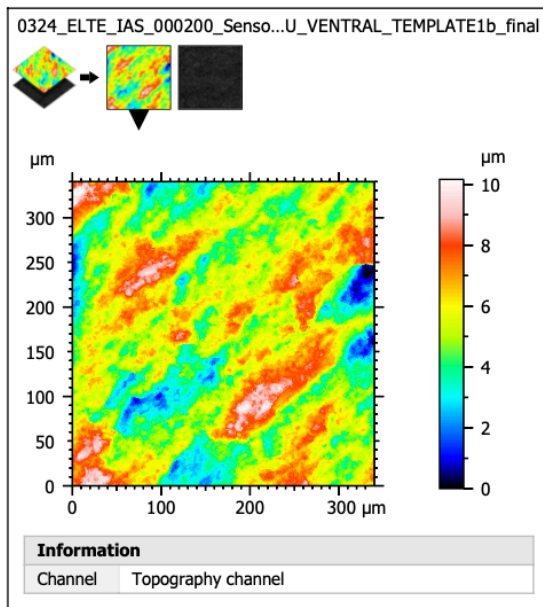 0324_ELTE_IAS_000200_Senso...U_VENTRAL_TEMPLATE1b_final
µm
µm
300
250
200
150
100
50
0
0 100 200 300 µm
10
8
6
4
2
0
Information
Channel Topography channel